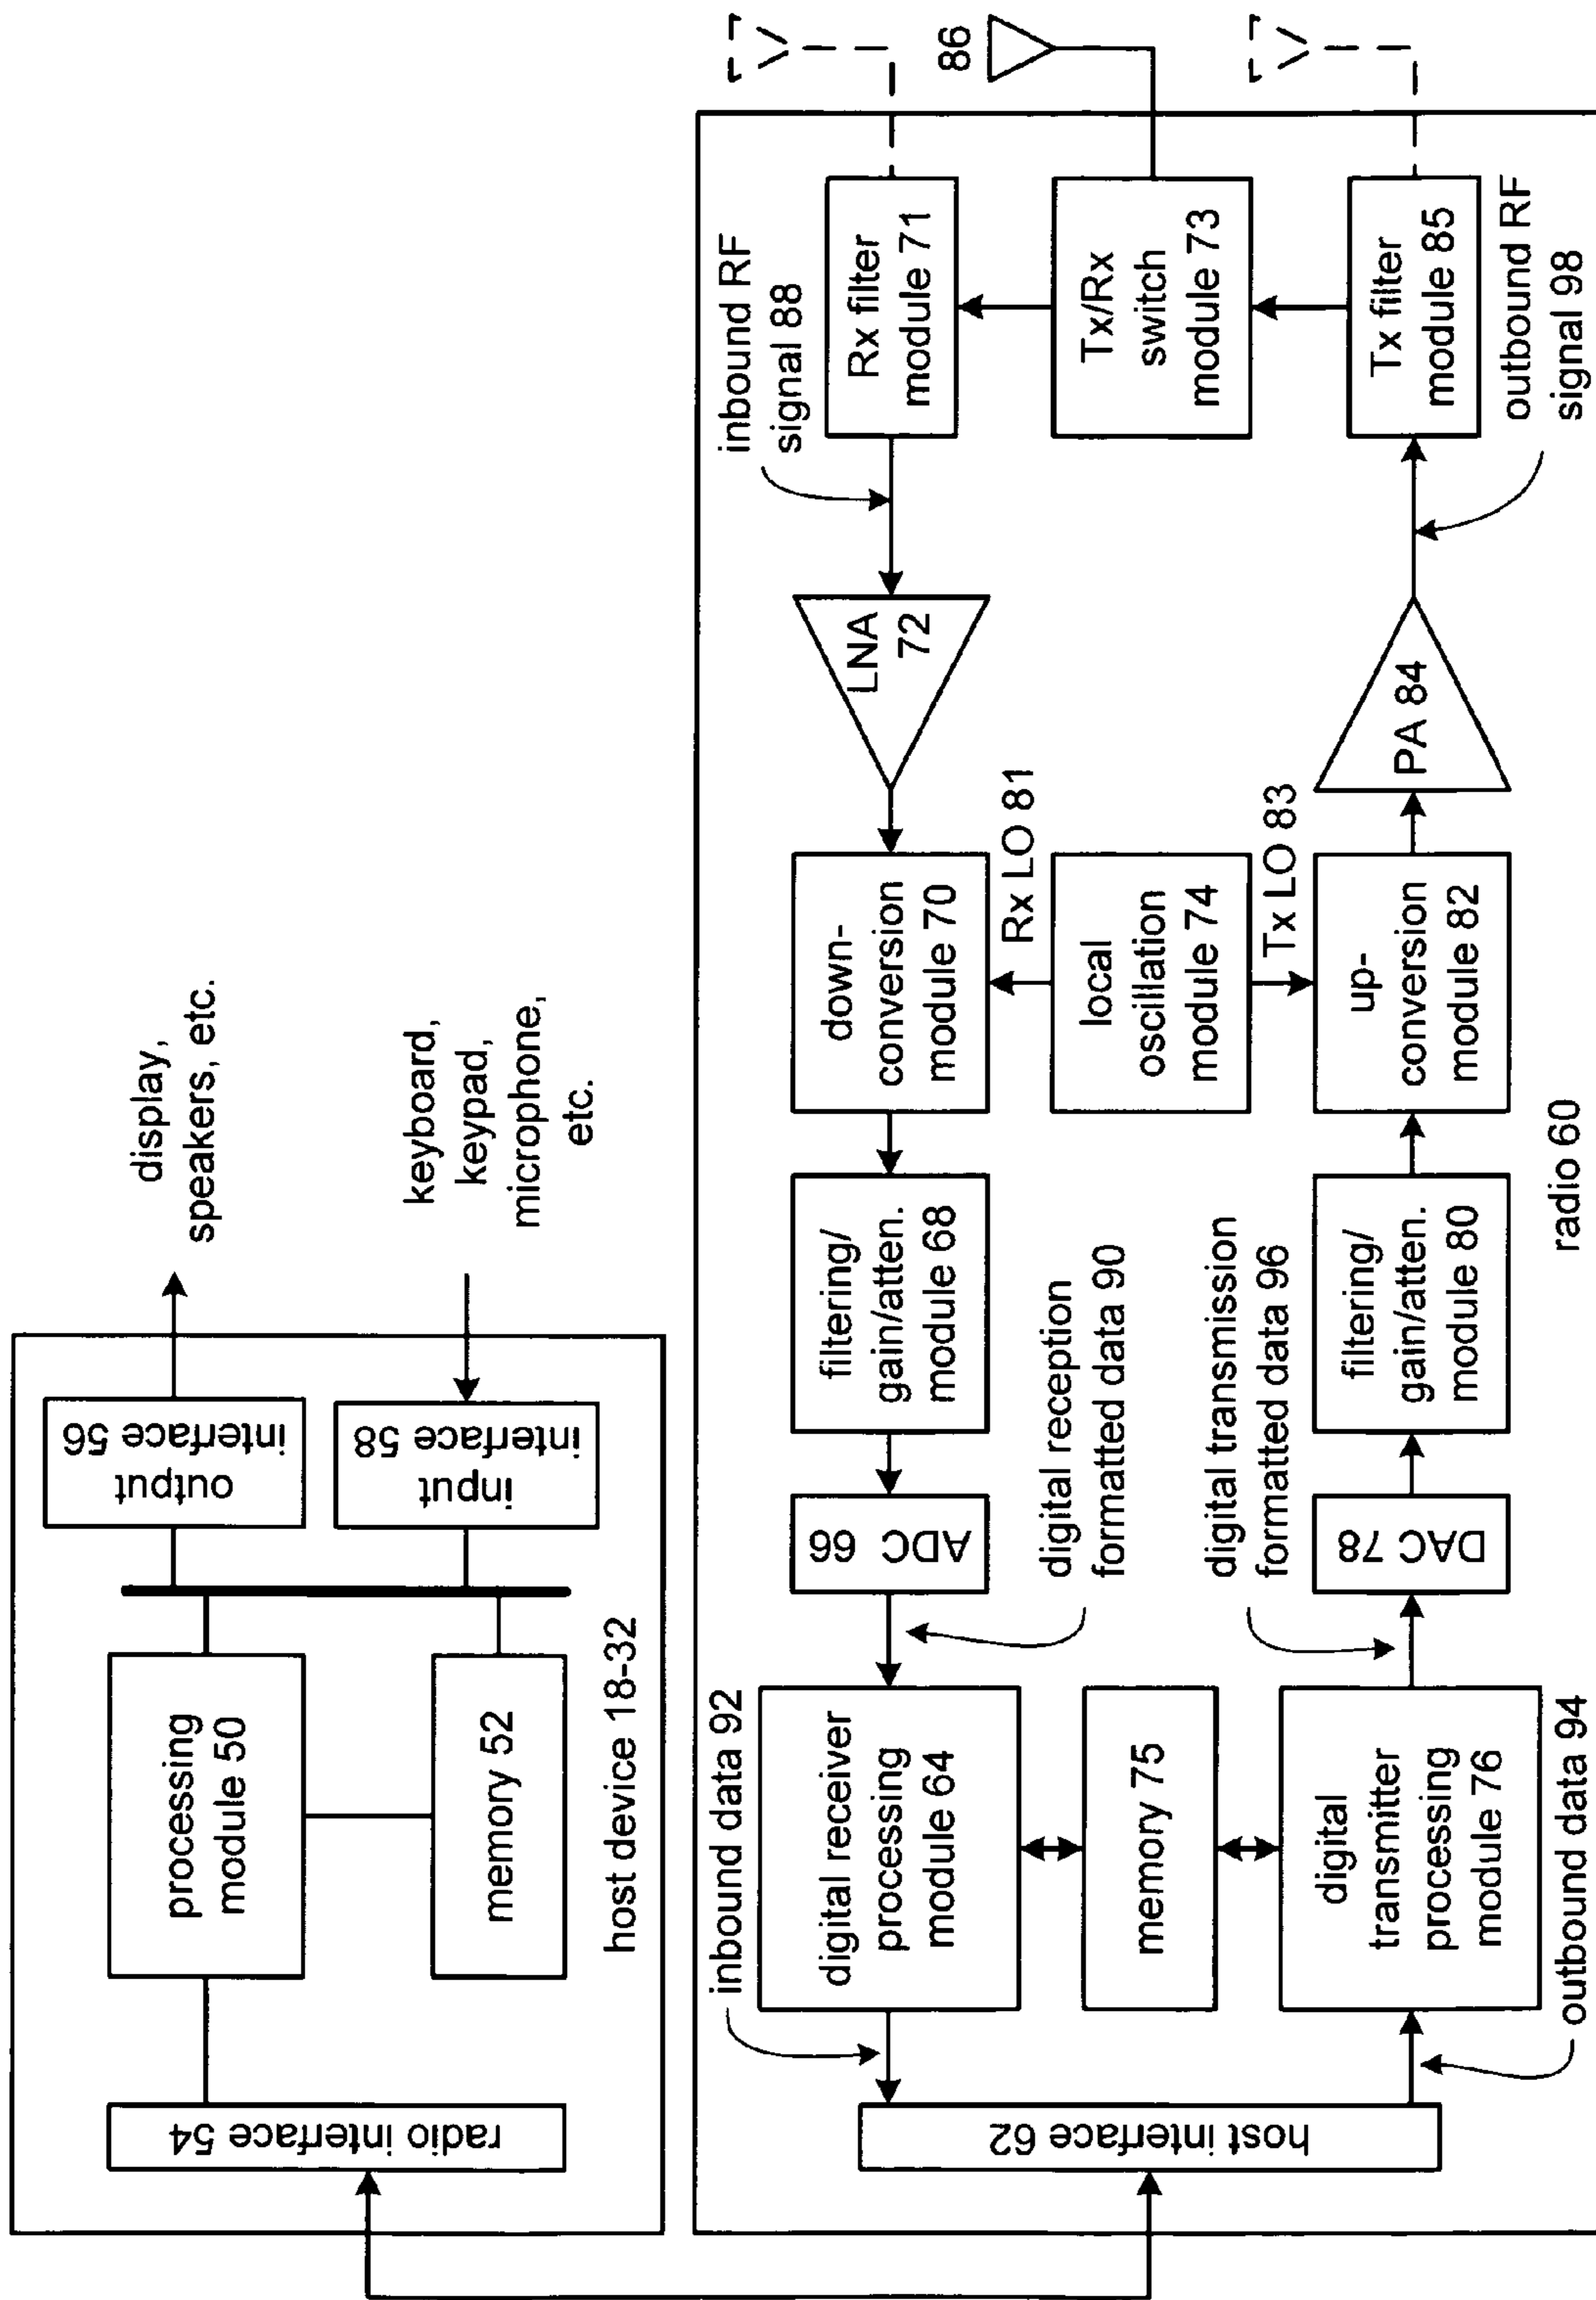 display,
speakers, etc.
keyboard,
keypad,
microphone,
etc.
output
interface 56
input
interface 58
processing
module 50
memory 52
radio interface 54
host device 18-32
86
inbound RF
signal 88
Rx filter
module 71
Tx/Rx
switch
module 73
Tx filter
module 85
outbound RF
signal 98
LNA
72
PA 84
down-
conversion
module 70
Rx LO 81
local
oscillation
module 74
Tx LO 83
up-
conversion
module 82
filtering/
gain/atten.
module 68
filtering/
gain/atten.
module 80
radio 60
ADC 66
digital reception
formatted data 90
digital transmission
formatted data 96
DAC 78
inbound data 92
digital receiver
processing
module 64
memory 75
digital
transmitter
processing
module 76
outbound data 94
host interface 62